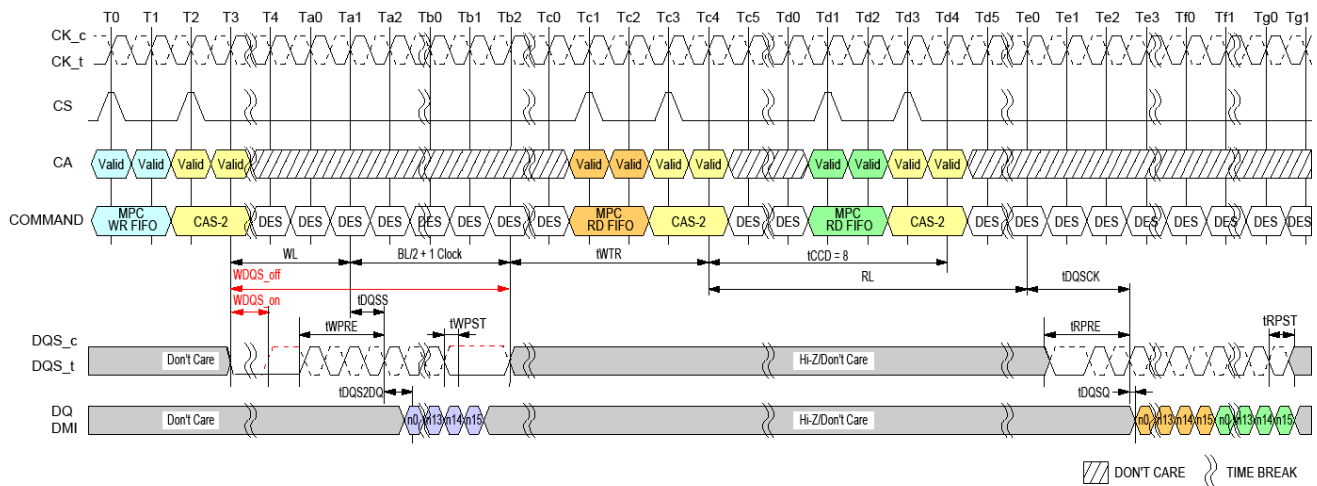 T0 T1 T2 T3 T4 Ta0 Ta1 Ta2 Tb0 Tb1 Tb2 Tc0 Tc1 Tc2 Tc3 Tc4 Tc5 Td0 Td1 Td2 Td3 Td4 Td5 Te0 Te1 Te2 Te3 Tf0 Tf1 Tg0 Tg1
CK_c
CK_t
CS
CA Valid Valid Valid Valid Valid Valid Valid Valid Valid Valid Valid Valid
COMMAND MPC WR FIFO CAS-2 DES DES DES DES DES DES DES DES MPC RD FIFO CAS-2 DES DES MPC RD FIFO CAS-2 DES DES DES DES DES DES DES DES DES
WL BL/2 + 1 Clock tWTR tCCD = 8
WDQS_off RL tDQSCK
WDQS_on tDQSS
tWPRE tWPST tRPRE tRPST
DQS_c
DQS_t Don't Care Hi-Z/Don't Care
tDQS2DQ tDQSQ
DQ
DMI Don't Care n0 n13 n14 n15 Hi-Z/Don't Care n0 n13 n14 n15 n0 n13 n14 n15
DON'T CARE TIME BREAK